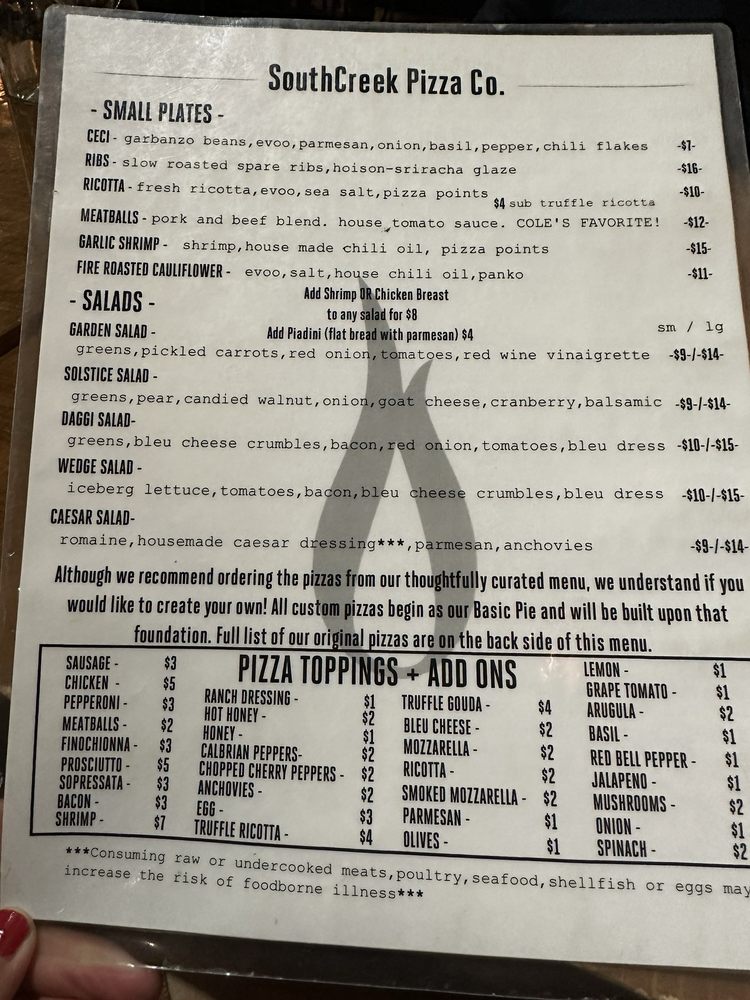 SouthCreek Pizza Co.
- SMALL PLATES -
CECI - garbanzo beans,evoo,parmesan,onion,basil,pepper,chili flakes -$7-
RIBS - slow roasted spare ribs,hoison-sriracha glaze -$16-
RICOTTA - fresh ricotta,evoo,sea salt,pizza points -$10-
$4 sub truffle ricotta
MEATBALLS - pork and beef blend. house tomato sauce. COLE'S FAVORITE! -$12-
GARLIC SHRIMP - shrimp,house made chili oil, pizza points -$15-
FIRE ROASTED CAULIFLOWER - evoo,salt,house chili oil,panko -$11-
- SALADS -
Add Shrimp OR Chicken Breast
to any salad for $8
Add Piadini (flat bread with parmesan) $4
sm / lg
GARDEN SALAD -
greens,pickled carrots,red onion,tomatoes,red wine vinaigrette -$9-/-$14-
SOLSTICE SALAD -
greens,pear,candied walnut,onion,goat cheese,cranberry,balsamic -$9-/-$14-
DAGGI SALAD-
greens,bleu cheese crumbles,bacon,red onion,tomatoes,bleu dress -$10-/-$15-
WEDGE SALAD -
iceberg lettuce,tomatoes,bacon,bleu cheese crumbles,bleu dress -$10-/-$15-
CAESAR SALAD-
romaine,housemade caesar dressing***,parmesan,anchovies -$9-/-$14-
Although we recommend ordering the pizzas from our thoughtfully curated menu, we understand if you
would like to create your own! All custom pizzas begin as our Basic Pie and will be built upon that
foundation. Full list of our original pizzas are on the back side of this menu.
PIZZA TOPPINGS + ADD ONS
SAUSAGE - $3
CHICKEN - $5
PEPPERONI - $3
MEATBALLS - $2
FINOCHIONNA - $3
PROSCIUTTO - $5
SOPRESSATA - $3
BACON - $3
SHRIMP - $7
RANCH DRESSING - $1
HOT HONEY - $2
HONEY - $1
CALBRIAN PEPPERS- $2
CHOPPED CHERRY PEPPERS - $2
ANCHOVIES - $2
EGG - $3
TRUFFLE RICOTTA - $4
TRUFFLE GOUDA - $4
BLEU CHEESE - $2
MOZZARELLA - $2
RICOTTA - $2
SMOKED MOZZARELLA - $2
PARMESAN - $1
OLIVES - $1
LEMON - $1
GRAPE TOMATO - $1
ARUGULA - $2
BASIL - $1
RED BELL PEPPER - $1
JALAPENO - $1
MUSHROOMS - $2
ONION - $1
SPINACH - $2
***Consuming raw or undercooked meats,poultry,seafood,shellfish or eggs may
increase the risk of foodborne illness***